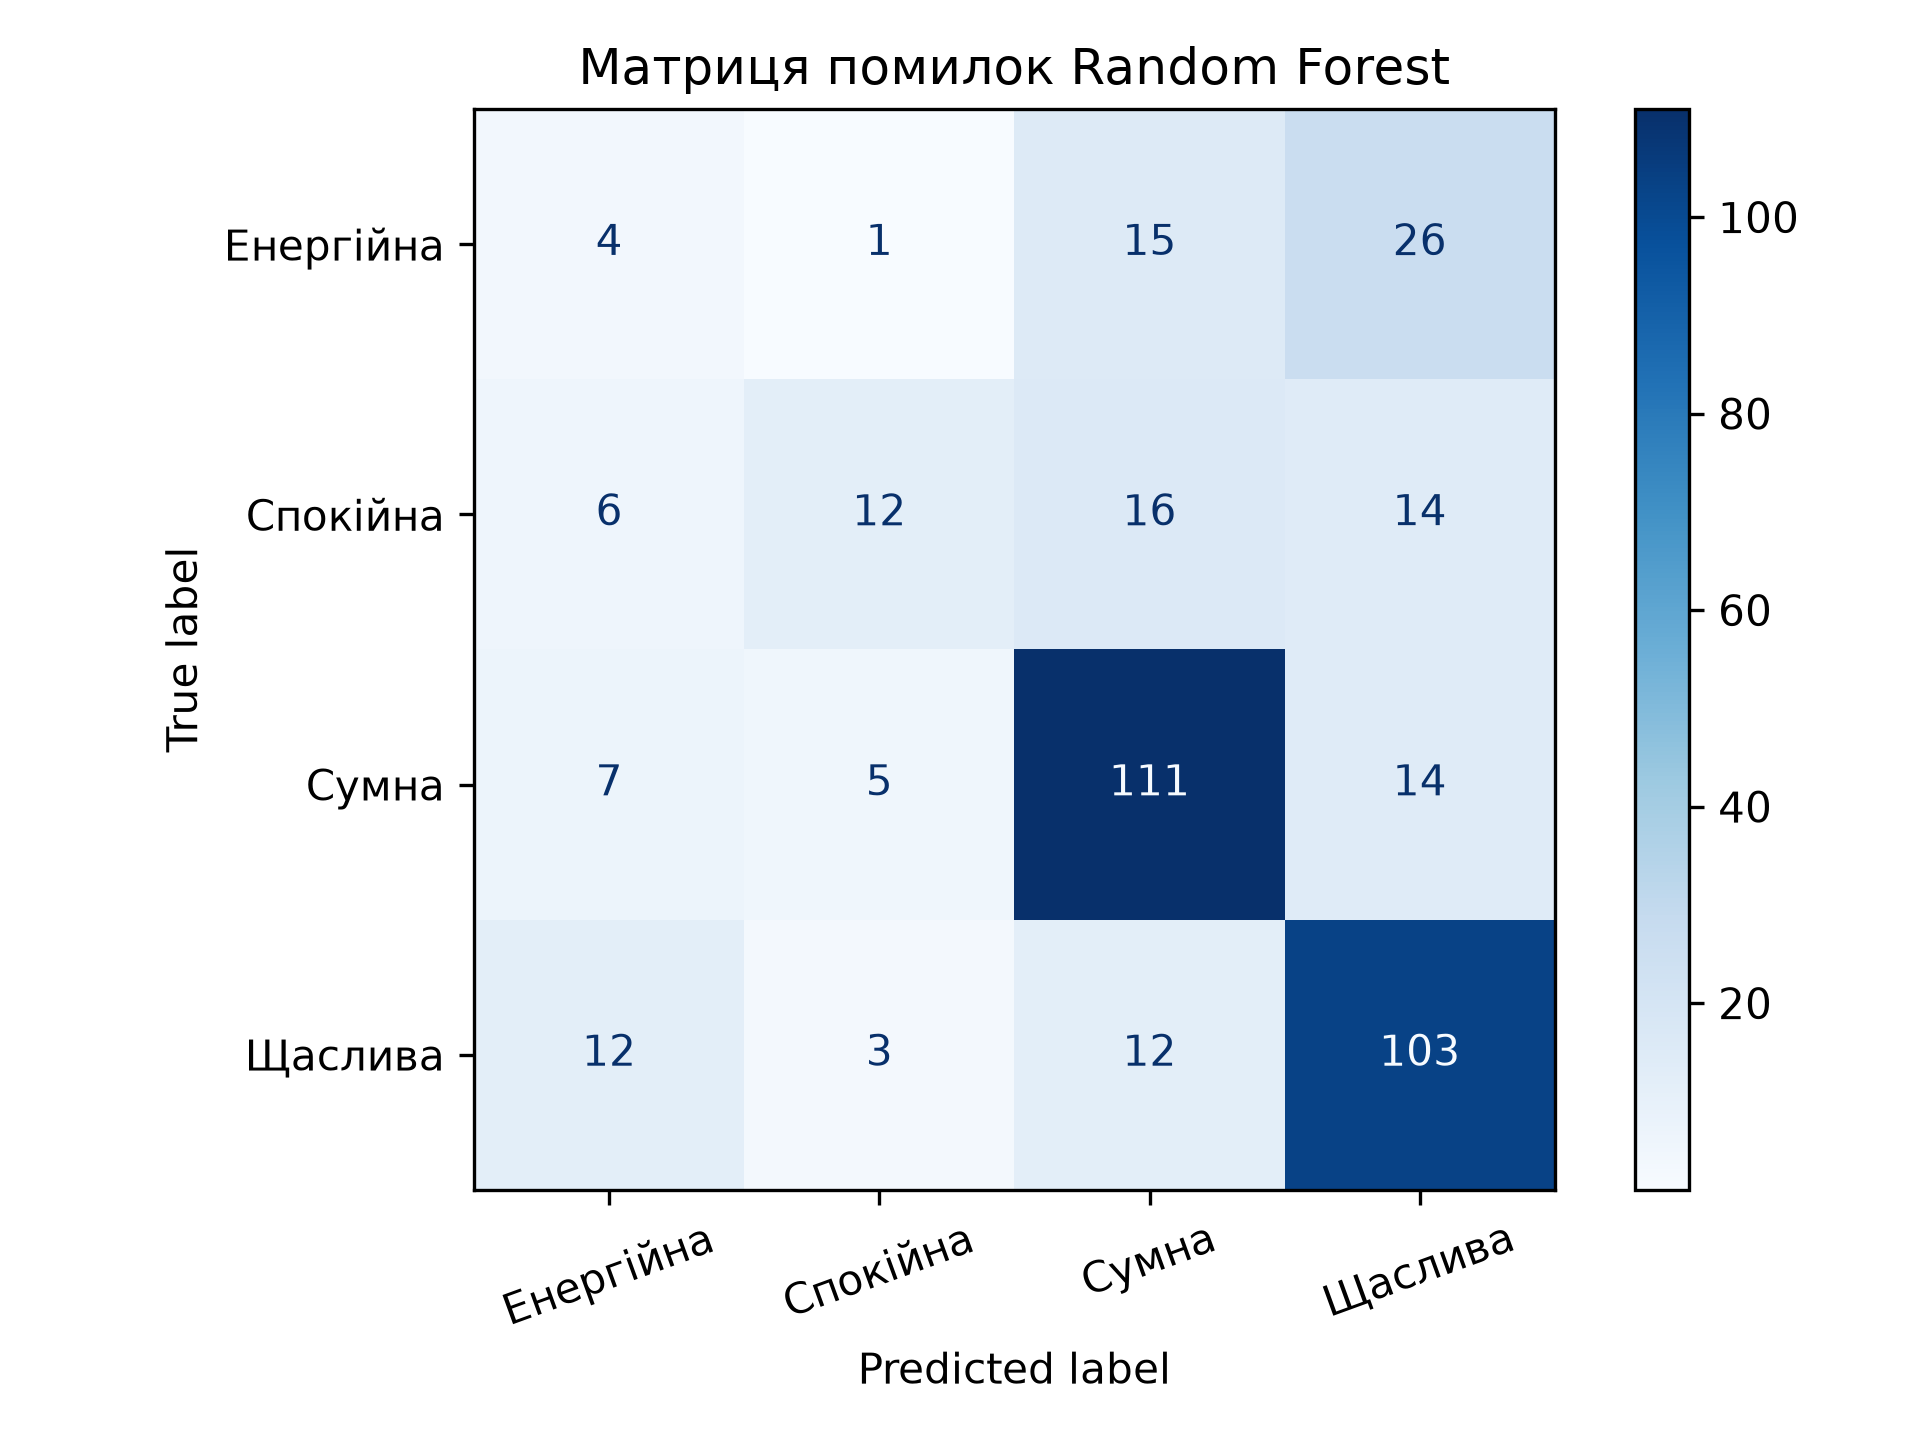 Матриця помилок Random Forest
Енергійна 4 1 15 26
Спокійна 6 12 16 14
Сумна 7 5 111 14
Щаслива 12 3 12 103
True label
Енергійна Спокійна Сумна Щаслива
Predicted label
100
80
60
40
20